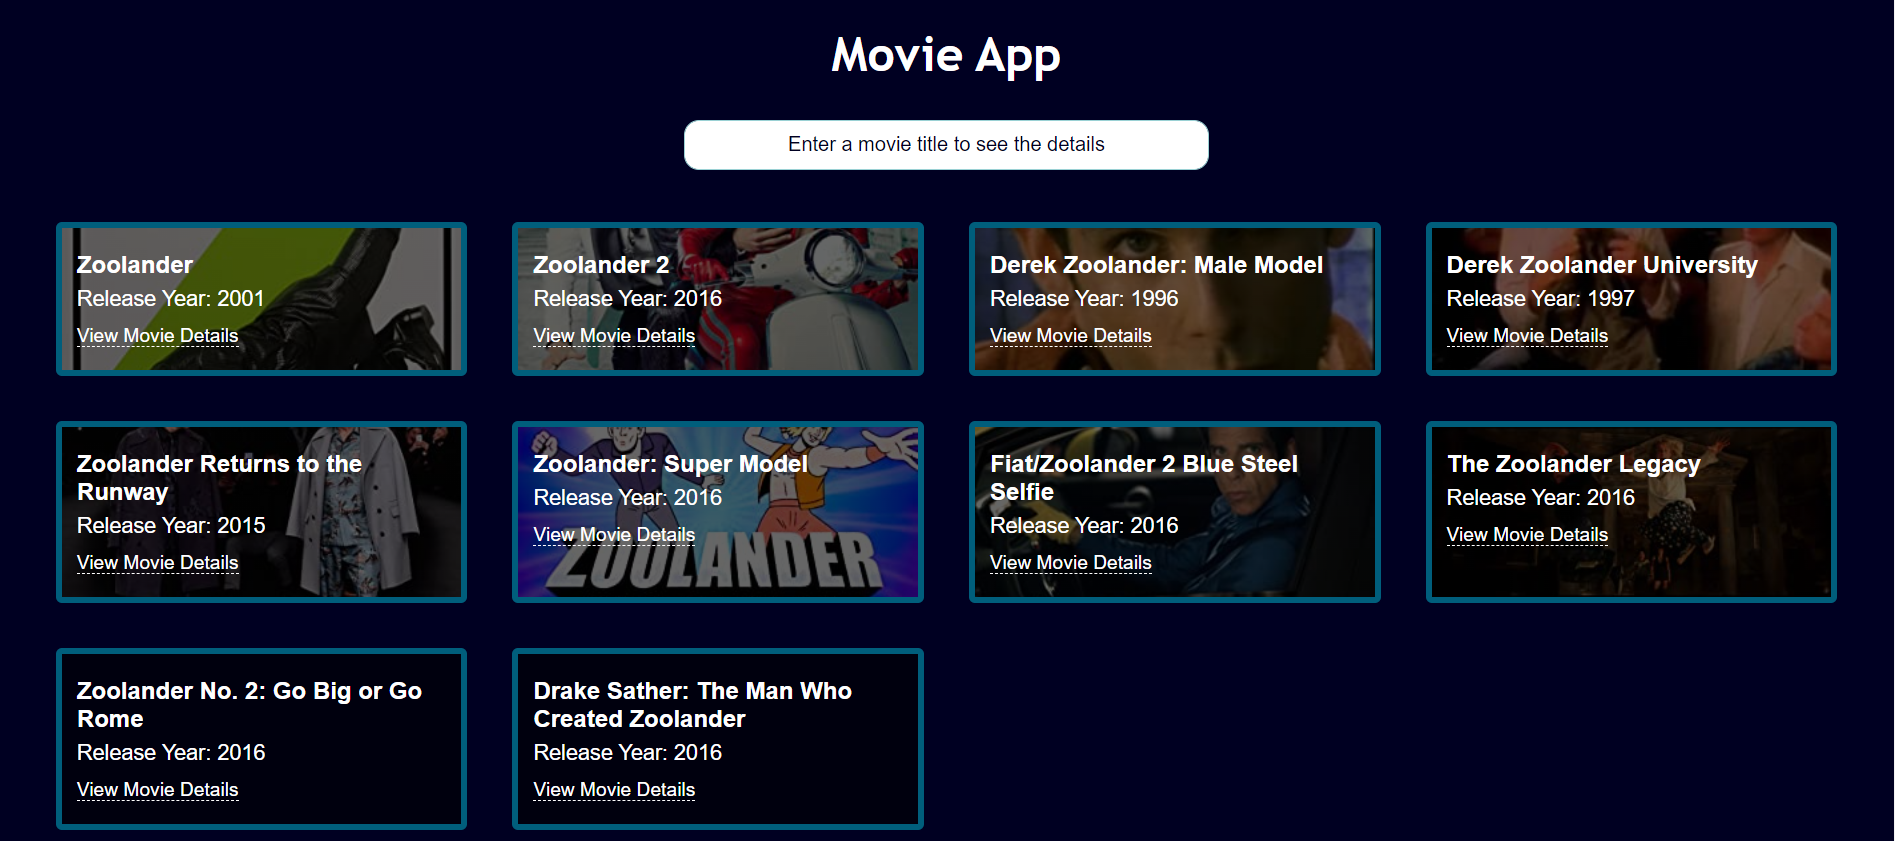 Movie App
Enter a movie title to see the details
Zoolander
Release Year: 2001
View Movie Details
Zoolander 2
Release Year: 2016
View Movie Details
Derek Zoolander: Male Model
Release Year: 1996
View Movie Details
Derek Zoolander University
Release Year: 1997
View Movie Details
Zoolander Returns to the
Runway
Release Year: 2015
View Movie Details
Zoolander: Super Model
Release Year: 2016
View Movie Details
ZOOLANDER
Fiat/Zoolander 2 Blue Steel
Selfie
Release Year: 2016
View Movie Details
The Zoolander Legacy
Release Year: 2016
View Movie Details
Zoolander No. 2: Go Big or Go
Rome
Release Year: 2016
View Movie Details
Drake Sather: The Man Who
Created Zoolander
Release Year: 2016
View Movie Details